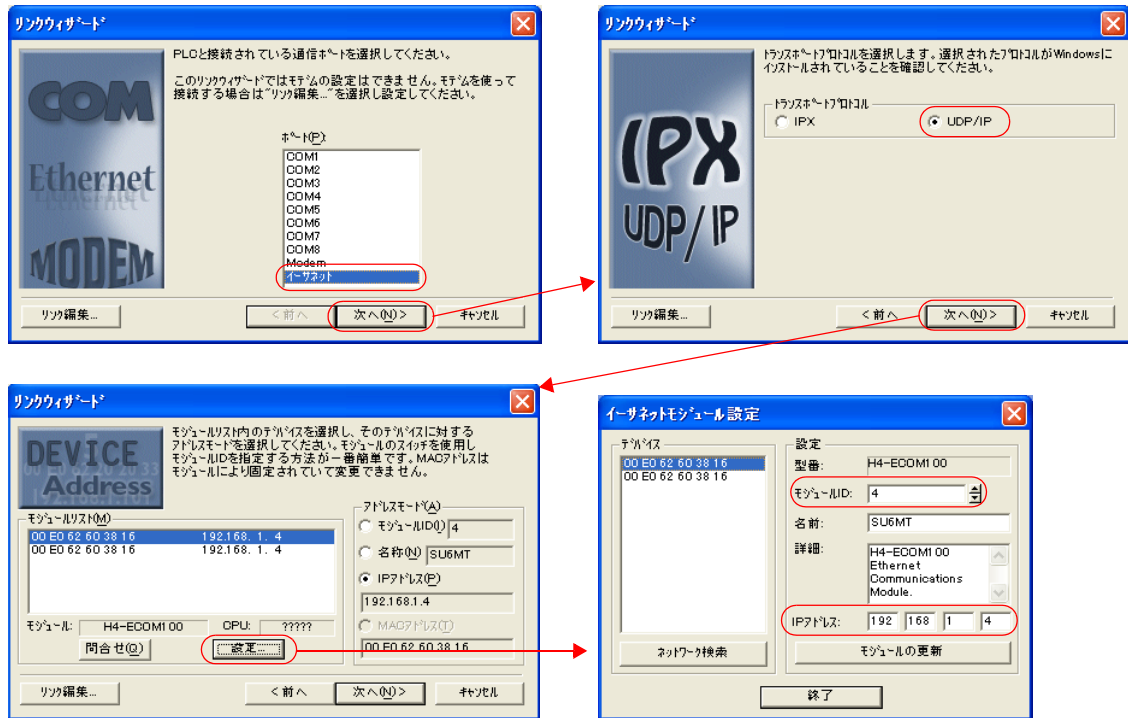 リンクウィザード
COM
Ethernet
MODEM
PLCと接続されている通信ポートを選択してください。
このリンクウィザードではモデムの設定はできません。モデムを使って
接続する場合は"リンク編集..."を選択し設定してください。
ポート(P):
COM1
COM2
COM3
COM4
COM5
COM6
COM7
COM8
Modem
イーサネット
リンク編集...
<前へ
次へ(N)>
キャンセル
リンクウィザード
IPX
UDP/IP
トランスポートプロトコルを選択します。選択されたプロトコルがWindowsに
インストールされていることを確認してください。
トランスポートプロトコル
IPX
UDP/IP
リンク編集...
<前へ
次へ(N)>
キャンセル
リンクウィザード
DEVICE
Address
モジュールリスト内のデバイスを選択し、そのデバイスに対する
アドレスモードを選択してください。モジュールのスイッチを使用し
モジュールIDを指定する方法が一番簡単です。MACアドレスは
モジュールにより固定されていて変更できません。
モジュールリスト(M)
00 E0 62 60 38 16 192.168. 1. 4
00 E0 62 60 38 16 192.168. 1. 4
モジュール: H4-ECOM100 CPU: ?????
問合せ(Q)
設定...
アドレスモード(A)
モジュールID(I) 4
名称(N) SU6MT
IPアドレス(P)
192.168.1.4
MACアドレス(T)
00 E0 62 60 38 16
リンク編集...
<前へ
次へ(N)>
キャンセル
イーサネットモジュール設定
デバイス
00 E0 62 60 38 16
00 E0 62 60 38 16
ネットワーク検索
設定
型番: H4-ECOM100
モジュールID: 4
名前: SU6MT
詳細: H4-ECOM100
Ethernet
Communications
Module.
IPアドレス: 192 168 1 4
モジュールの更新
終了